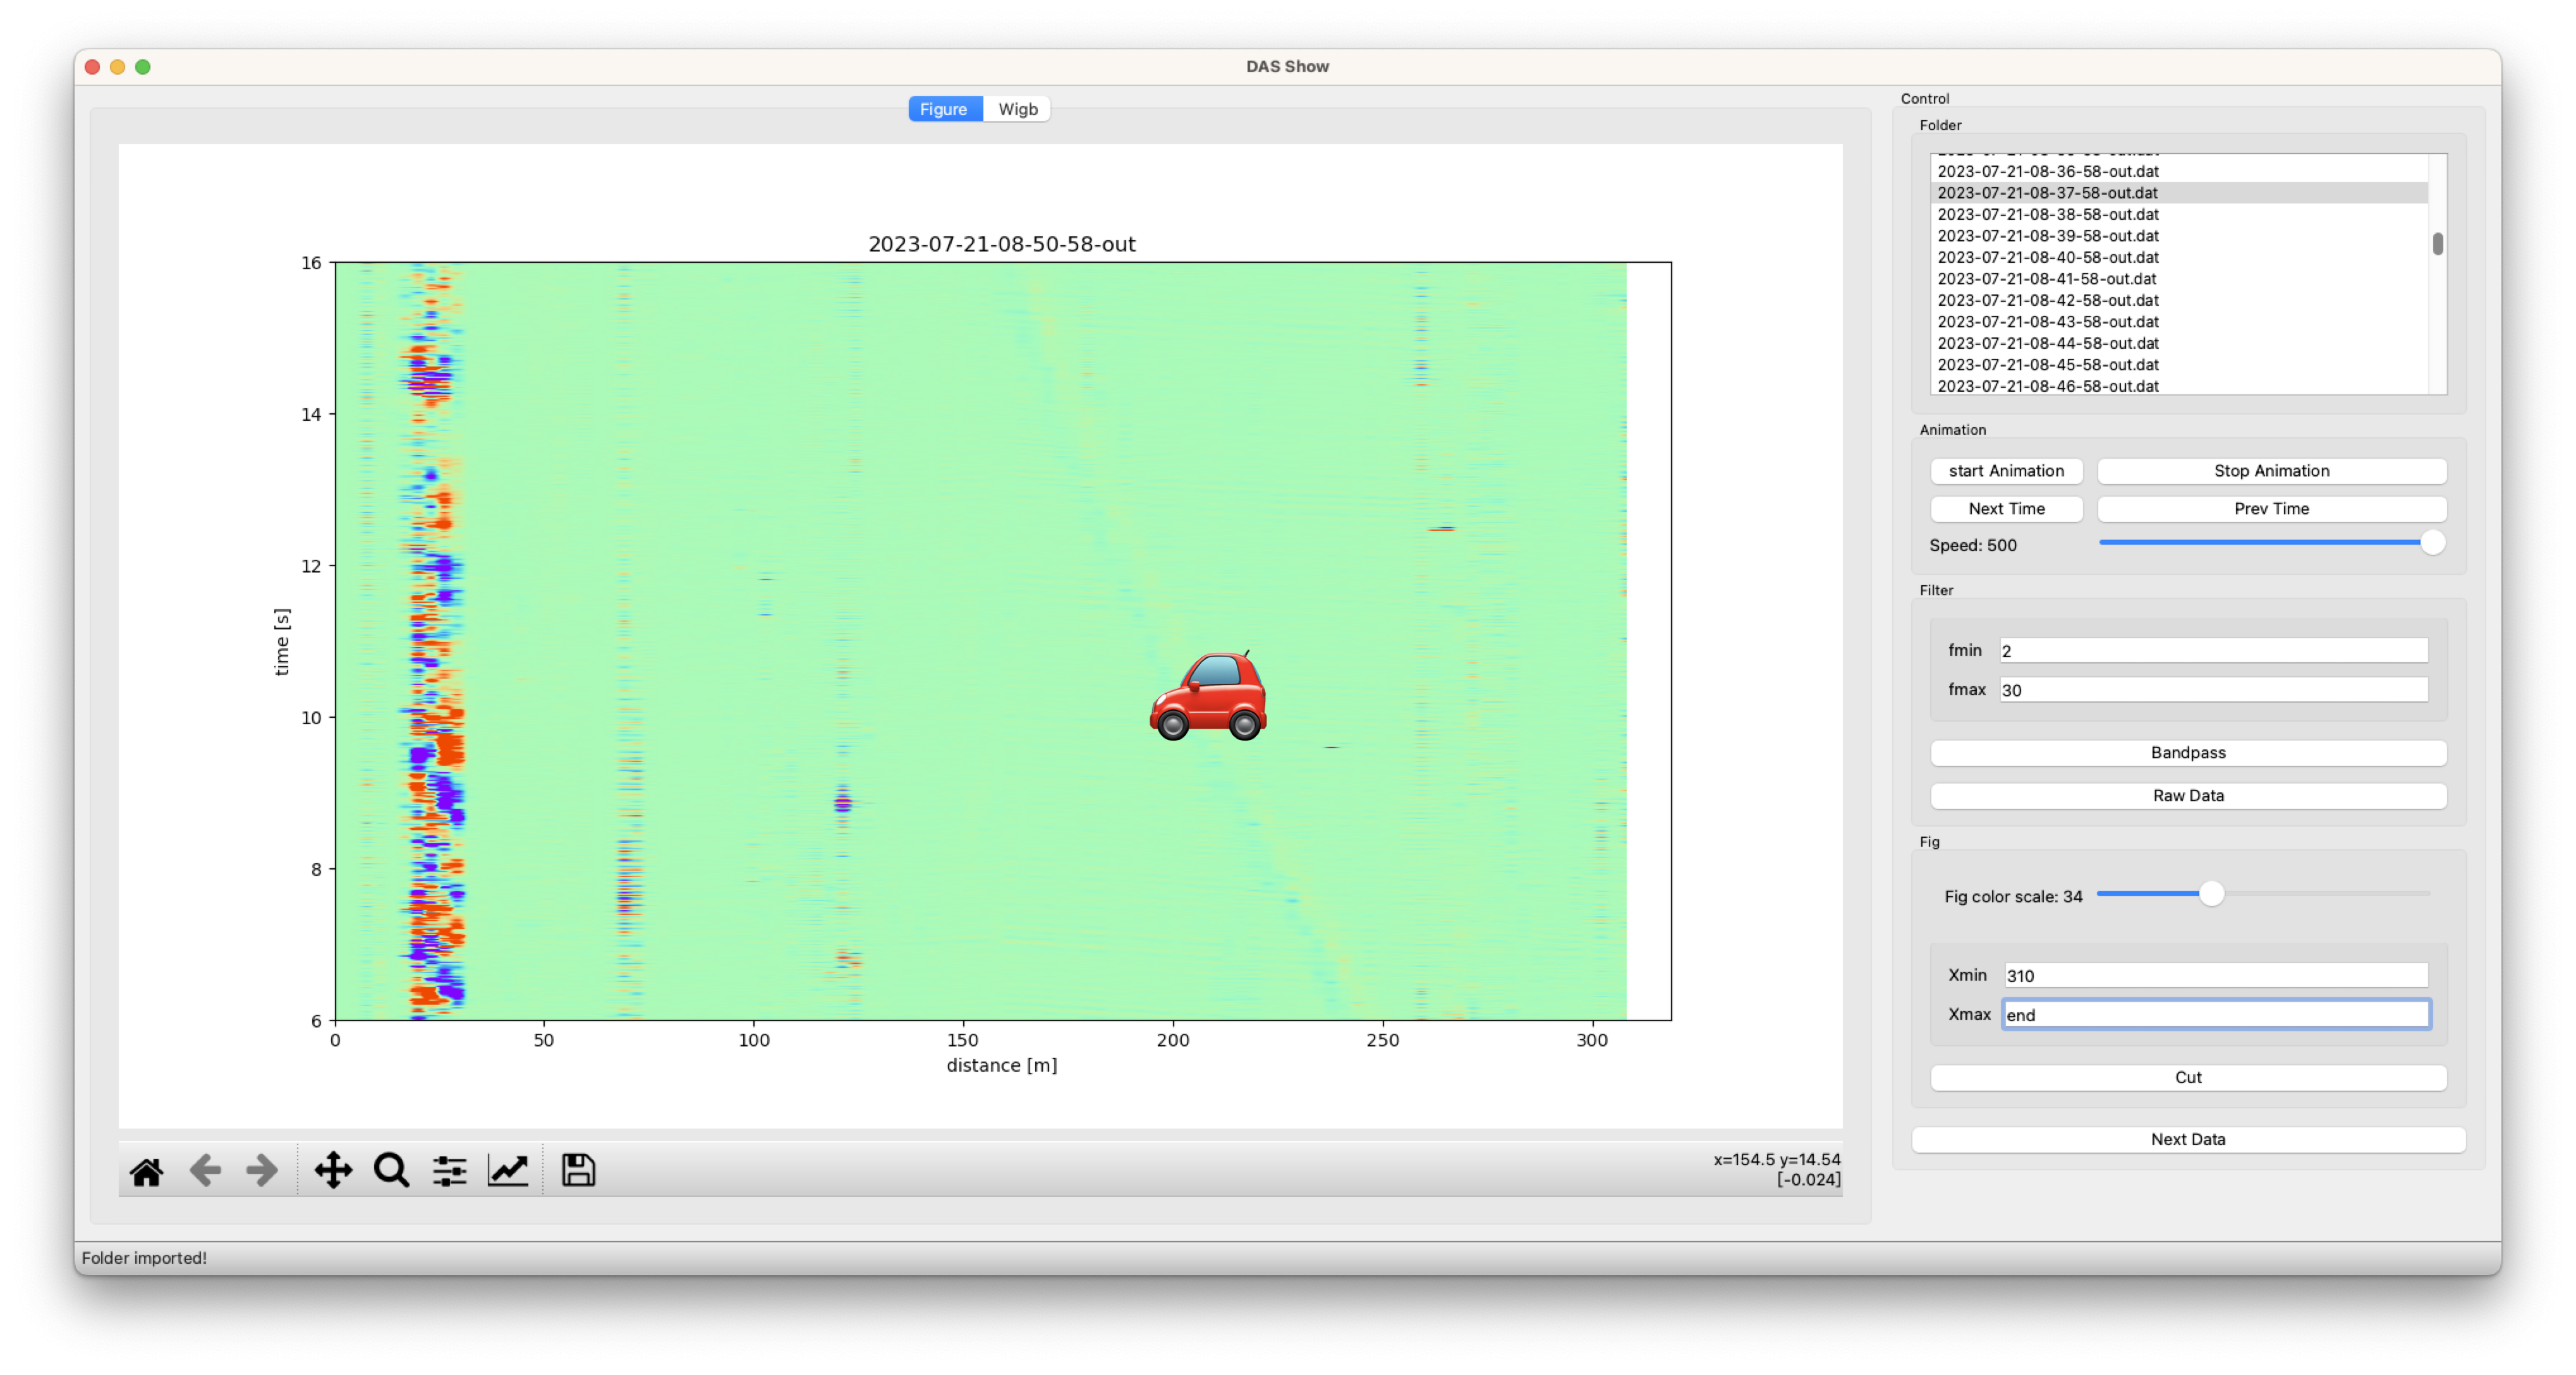 DAS Show
Figure
Wigb
2023-07-21-08-50-58-out
16
14
12
10
8
6
time [s]
0
50
100
150
200
250
300
distance [m]
x=154.5 y=14.54
[-0.024]
Folder imported!
Control
Folder
2023-07-21-08-36-58-out.dat
2023-07-21-08-37-58-out.dat
2023-07-21-08-38-58-out.dat
2023-07-21-08-39-58-out.dat
2023-07-21-08-40-58-out.dat
2023-07-21-08-41-58-out.dat
2023-07-21-08-42-58-out.dat
2023-07-21-08-43-58-out.dat
2023-07-21-08-44-58-out.dat
2023-07-21-08-45-58-out.dat
2023-07-21-08-46-58-out.dat
Animation
start Animation
Stop Animation
Next Time
Prev Time
Speed: 500
Filter
fmin 2
fmax 30
Bandpass
Raw Data
Fig
Fig color scale: 34
Xmin 310
Xmax end
Cut
Next Data